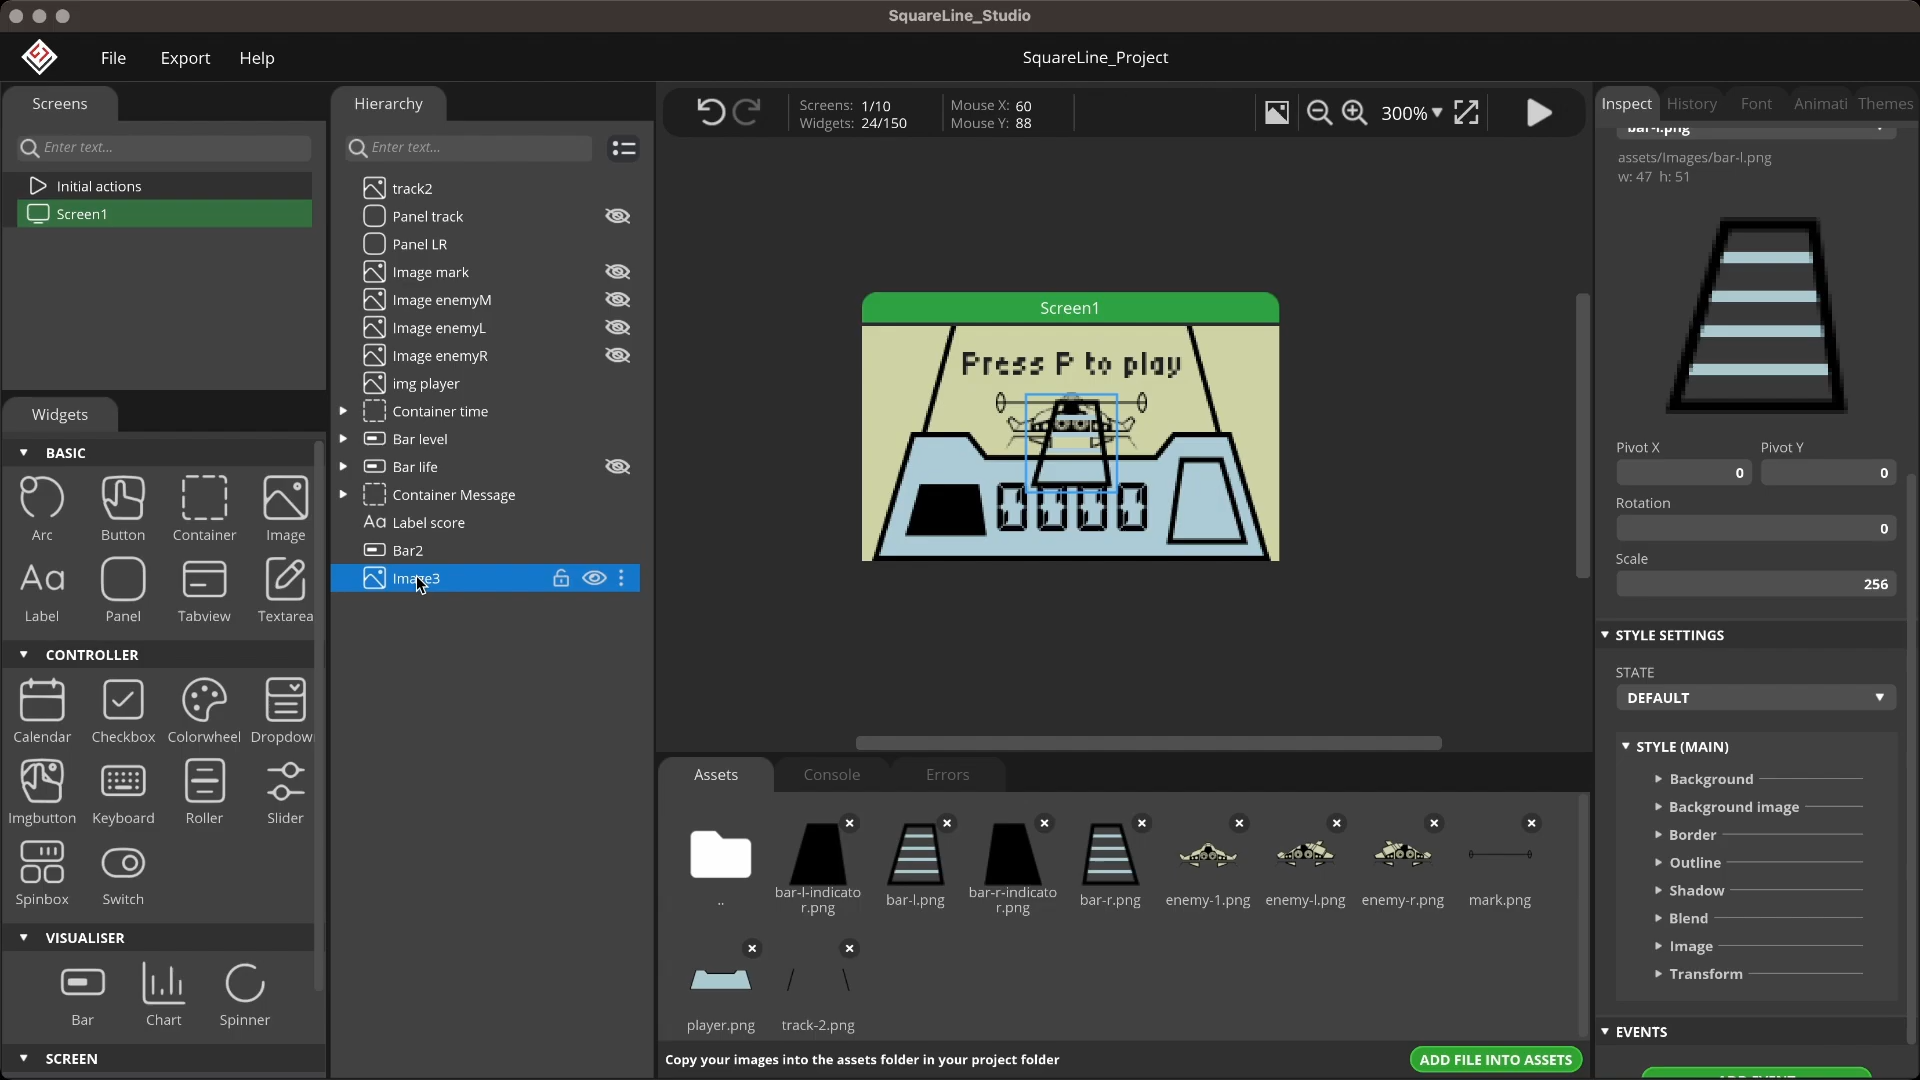 SquareLine_Studio
File
Export
Help
SquareLine_Project
Screens
Enter text...
Initial actions
Screen1
Hierarchy
Enter text...
track2
Panel track
Panel LR
Image mark
Image enemyM
Image enemyL
Image enemyR
img player
Container time
Bar level
Bar life
Container Message
Label score
Bar2
Image3
Widgets
BASIC
Arc
Button
Container
Image
Label
Panel
Tabview
Textarea
CONTROLLER
Calendar
Checkbox
Colorwheel
Dropdow
Imgbutton
Keyboard
Roller
Slider
Spinbox
Switch
VISUALISER
Bar
Chart
Spinner
SCREEN
Screens: 1/10
Widgets: 24/150
Mouse X: 60
Mouse Y: 88
300%
Screen1
Press P to play
Assets
Console
Errors
..
bar-l-indicato
r.png
bar-l.png
bar-r-indicato
r.png
bar-r.png
enemy-1.png
enemy-l.png
enemy-r.png
mark.png
player.png
track-2.png
Copy your images into the assets folder in your project folder
ADD FILE INTO ASSETS
Inspect
History
Font
Animati
Themes
bar-l.png
assets/Images/bar-l.png
w: 47 h: 51
Pivot X
Pivot Y
0
0
Rotation
0
Scale
256
STYLE SETTINGS
STATE
DEFAULT
STYLE (MAIN)
Background
Background image
Border
Outline
Shadow
Blend
Image
Transform
EVENTS